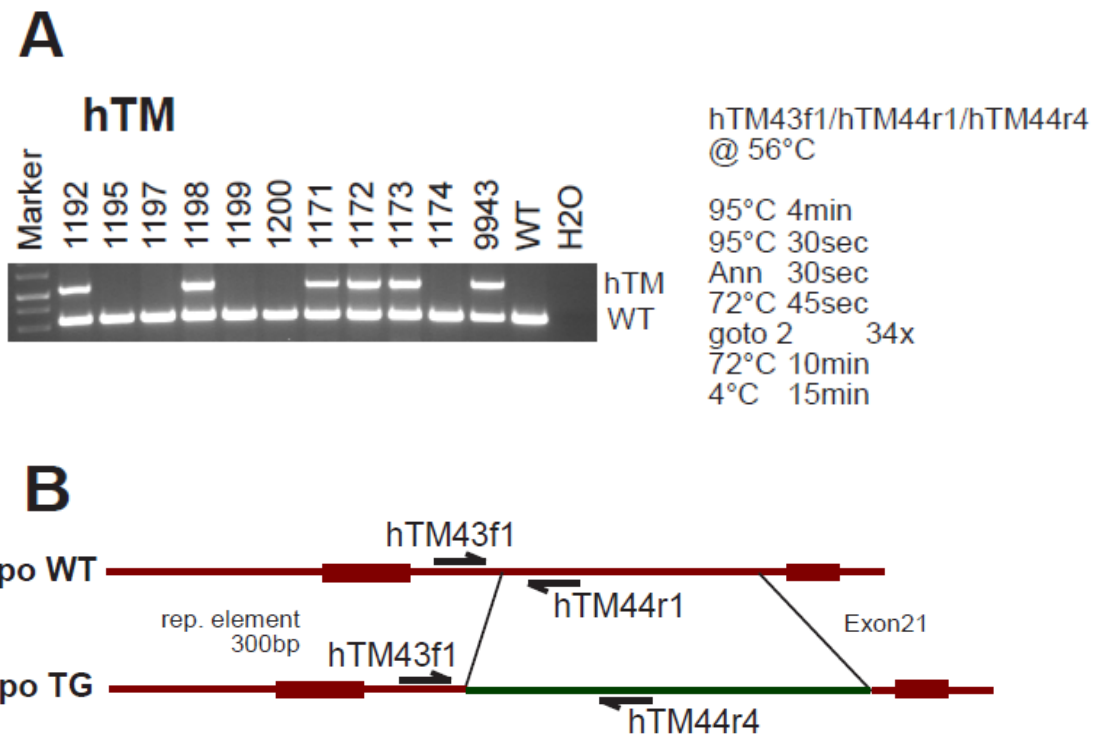 A
hTM
Marker
1192
1195
1197
1198
1199
1200
1171
1172
1173
1174
9943
WT
H2O
hTM
WT
hTM43f1/hTM44r1/hTM44r4
@ 56°C
95°C 4min
95°C 30sec
Ann 30sec
72°C 45sec
goto 2 34x
72°C 10min
4°C 15min
B
hTM43f1
po WT
hTM44r1
rep. element
300bp
Exon21
hTM43f1
po TG
hTM44r4